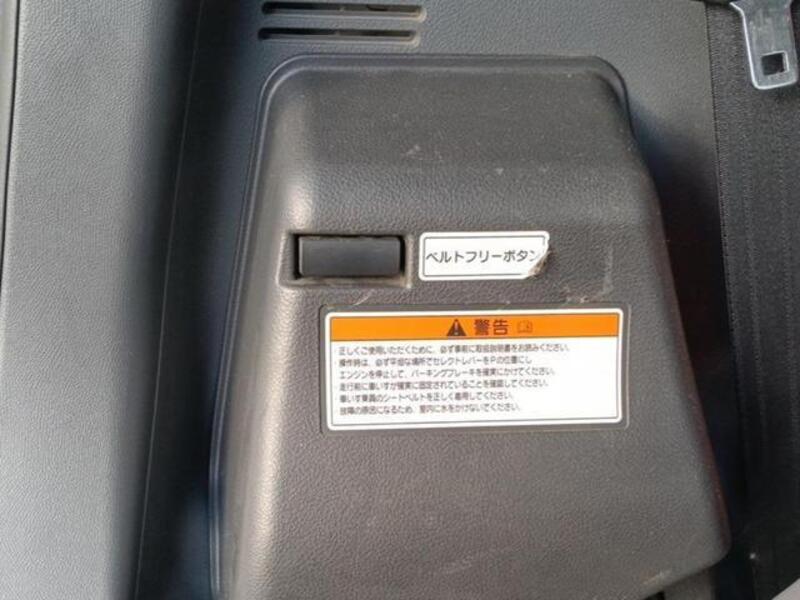 ベルトフリーボタン
警告
・正しくご使用いただくために、必ず事前に取扱説明書をお読みください。
・操作時は、必ず平坦な場所でセレクトレバーをPの位置にし
エンジンを停止して、パーキングブレーキを確実にかけてください。
・走行前に車いすが確実に固定されていることを確認してください。
・車いす乗員のシートベルトを正しく着用してください。
・故障の原因になるため、室内に水をかけないでください。